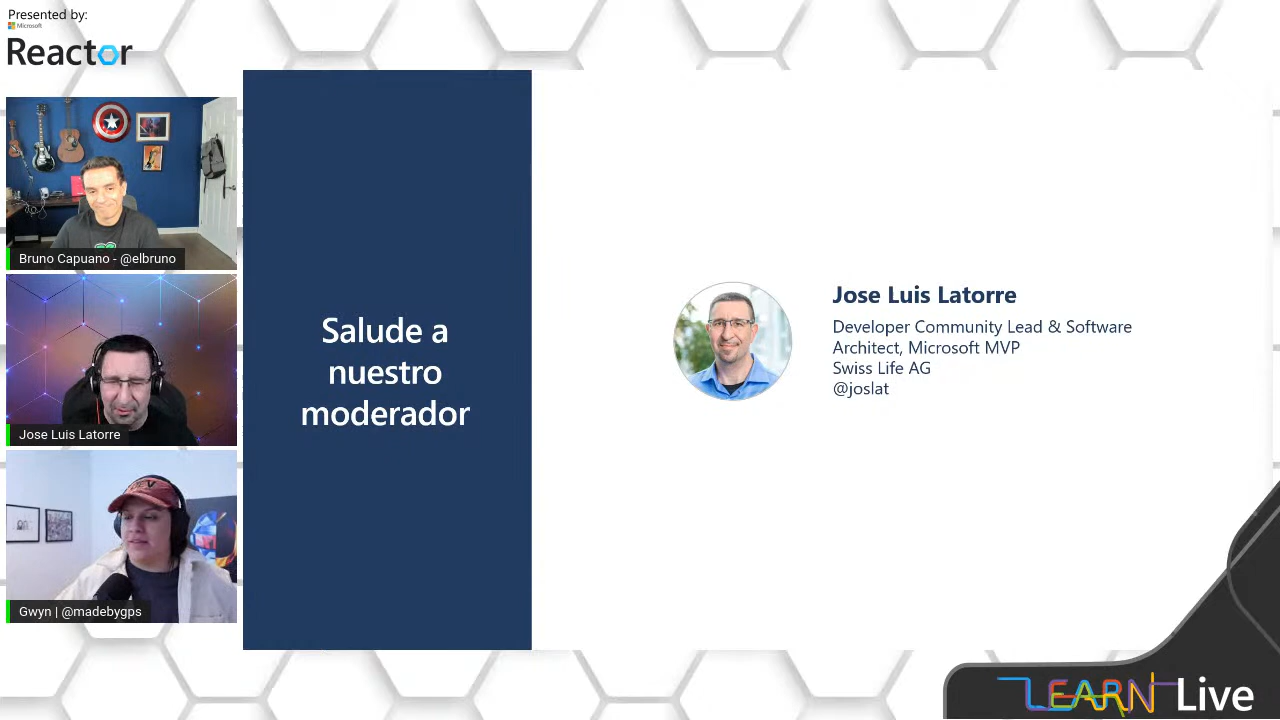 Presented by:
Microsoft
Reactor
Bruno Capuano - @elbruno
Jose Luis Latorre
Gwyn | @madebygps
Salude a
nuestro
moderador
Jose Luis Latorre
Developer Community Lead & Software
Architect, Microsoft MVP
Swiss Life AG
@joslat
LEARN Live